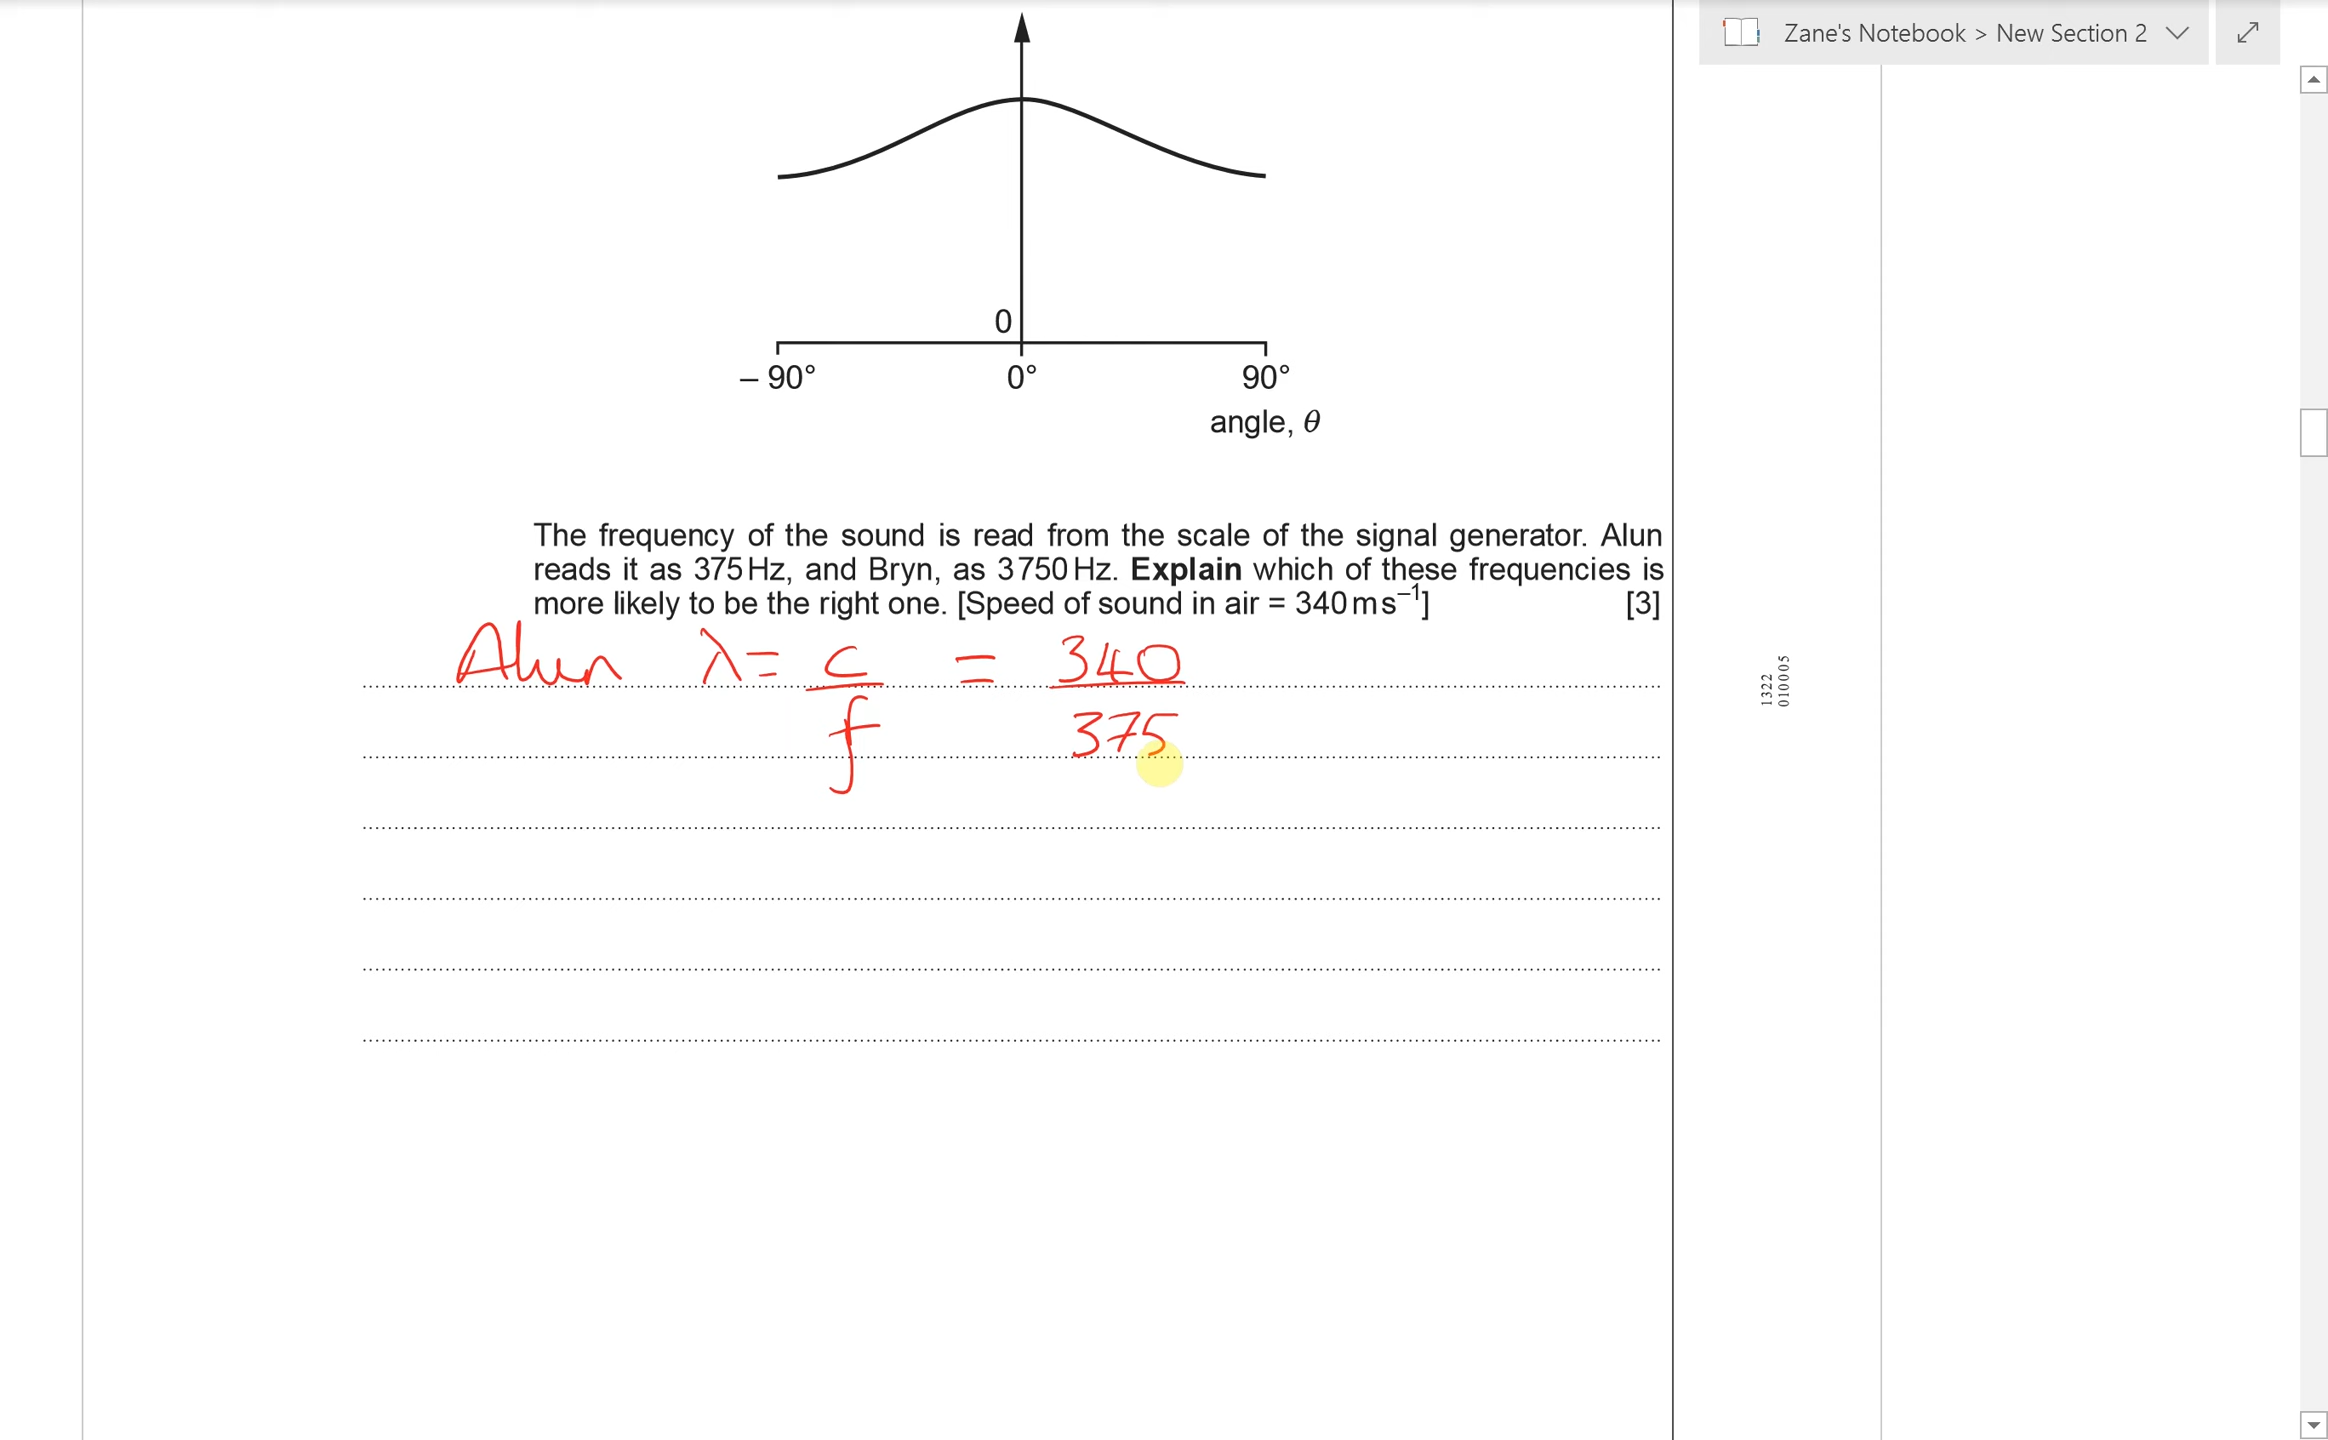 Zane's Notebook > New Section 2
0
– 90°
0°
90°
angle, θ
The frequency of the sound is read from the scale of the signal generator. Alun
reads it as 375 Hz, and Bryn, as 3 750 Hz. Explain which of these frequencies is
more likely to be the right one. [Speed of sound in air = 340 m s⁻¹] [3]
Alun λ = c/f = 340/375
1322
010005